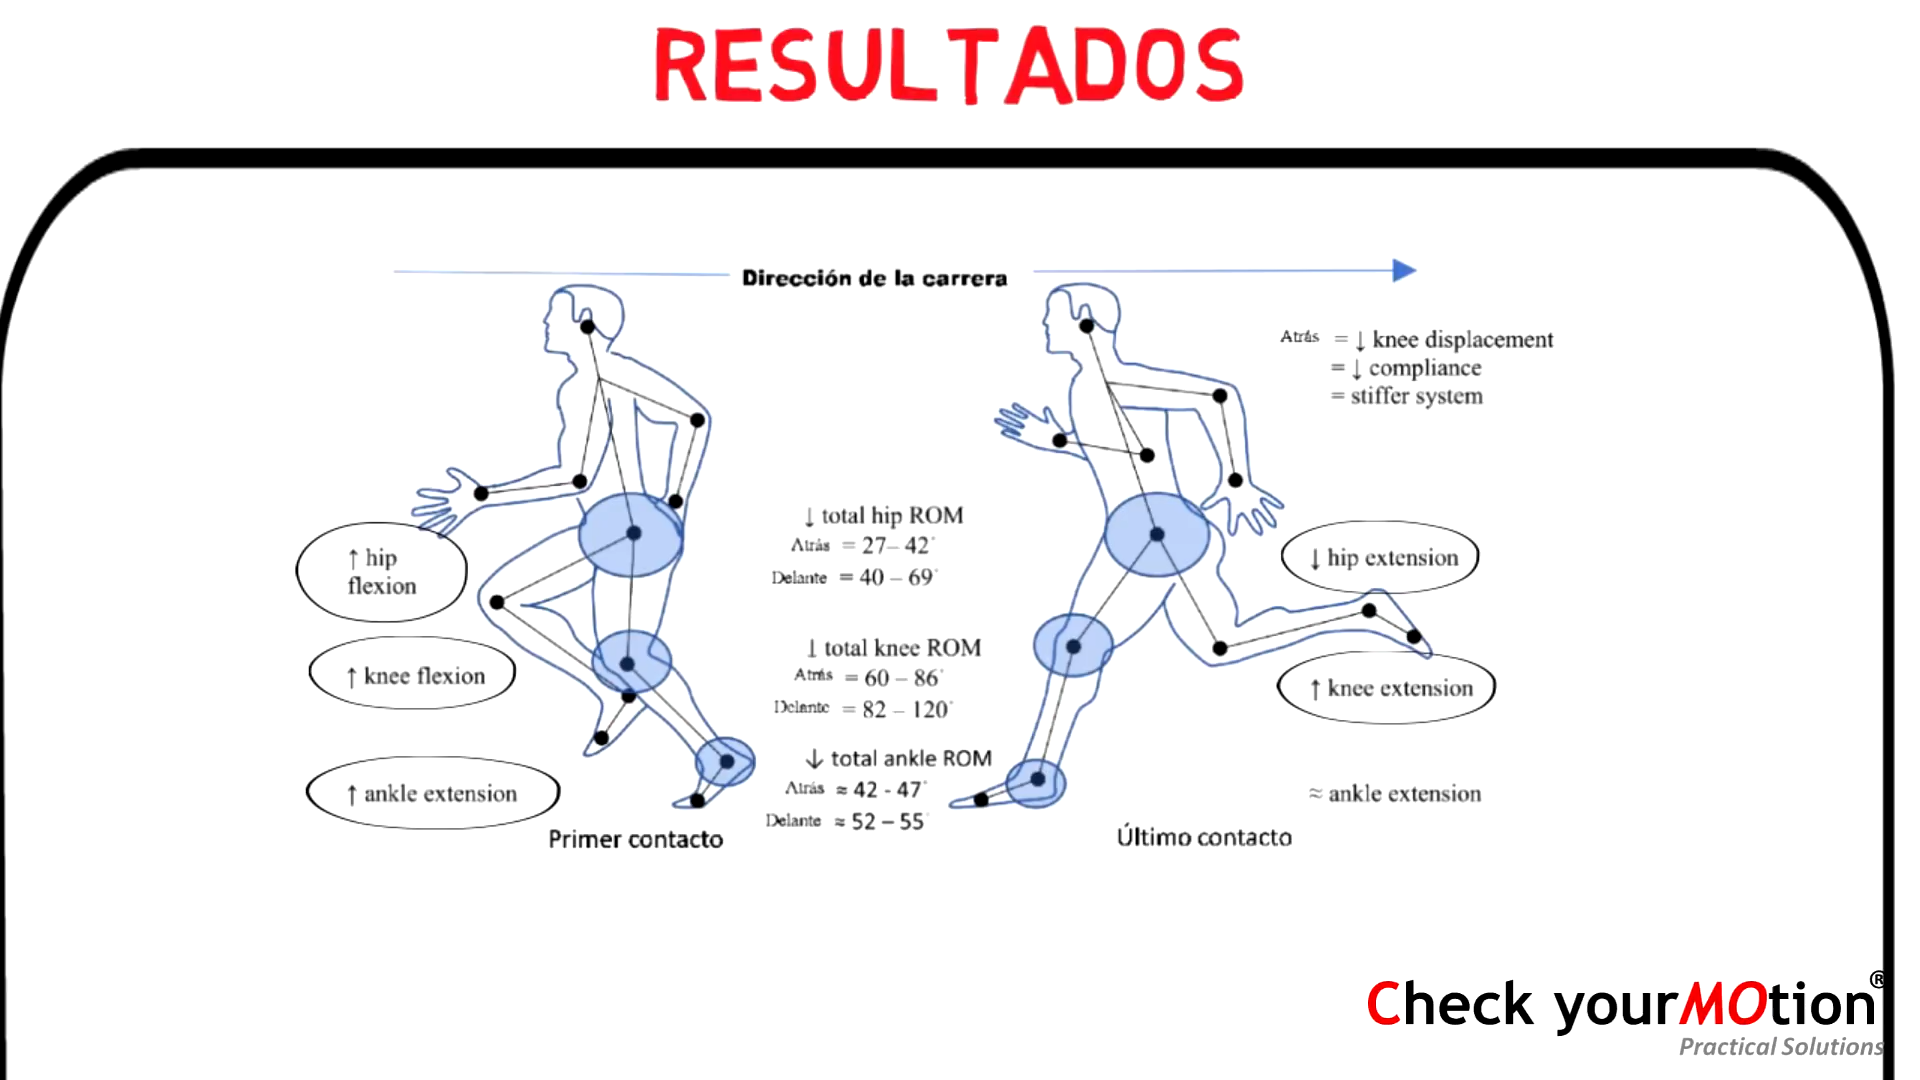 RESULTADOS
Dirección de la carrera
Atrás = ↓ knee displacement
= ↓ compliance
= stiffer system
↑ hip
flexion
↑ knee flexion
↑ ankle extension
Primer contacto
↓ total hip ROM
Atrás = 27– 42°
Delante = 40 – 69°
↓ total knee ROM
Atrás = 60 – 86°
Delante = 82 – 120°
↓ total ankle ROM
Atrás ≈ 42 - 47°
Delante ≈ 52 – 55°
↓ hip extension
↑ knee extension
≈ ankle extension
Último contacto
Check yourMOtion®
Practical Solutions